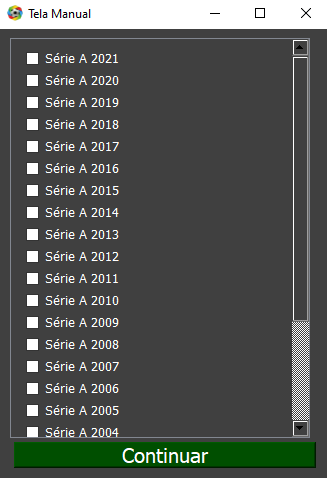 Tela Manual
Série A 2021
Série A 2020
Série A 2019
Série A 2018
Série A 2017
Série A 2016
Série A 2015
Série A 2014
Série A 2013
Série A 2012
Série A 2011
Série A 2010
Série A 2009
Série A 2008
Série A 2007
Série A 2006
Série A 2005
Série A 2004
Continuar